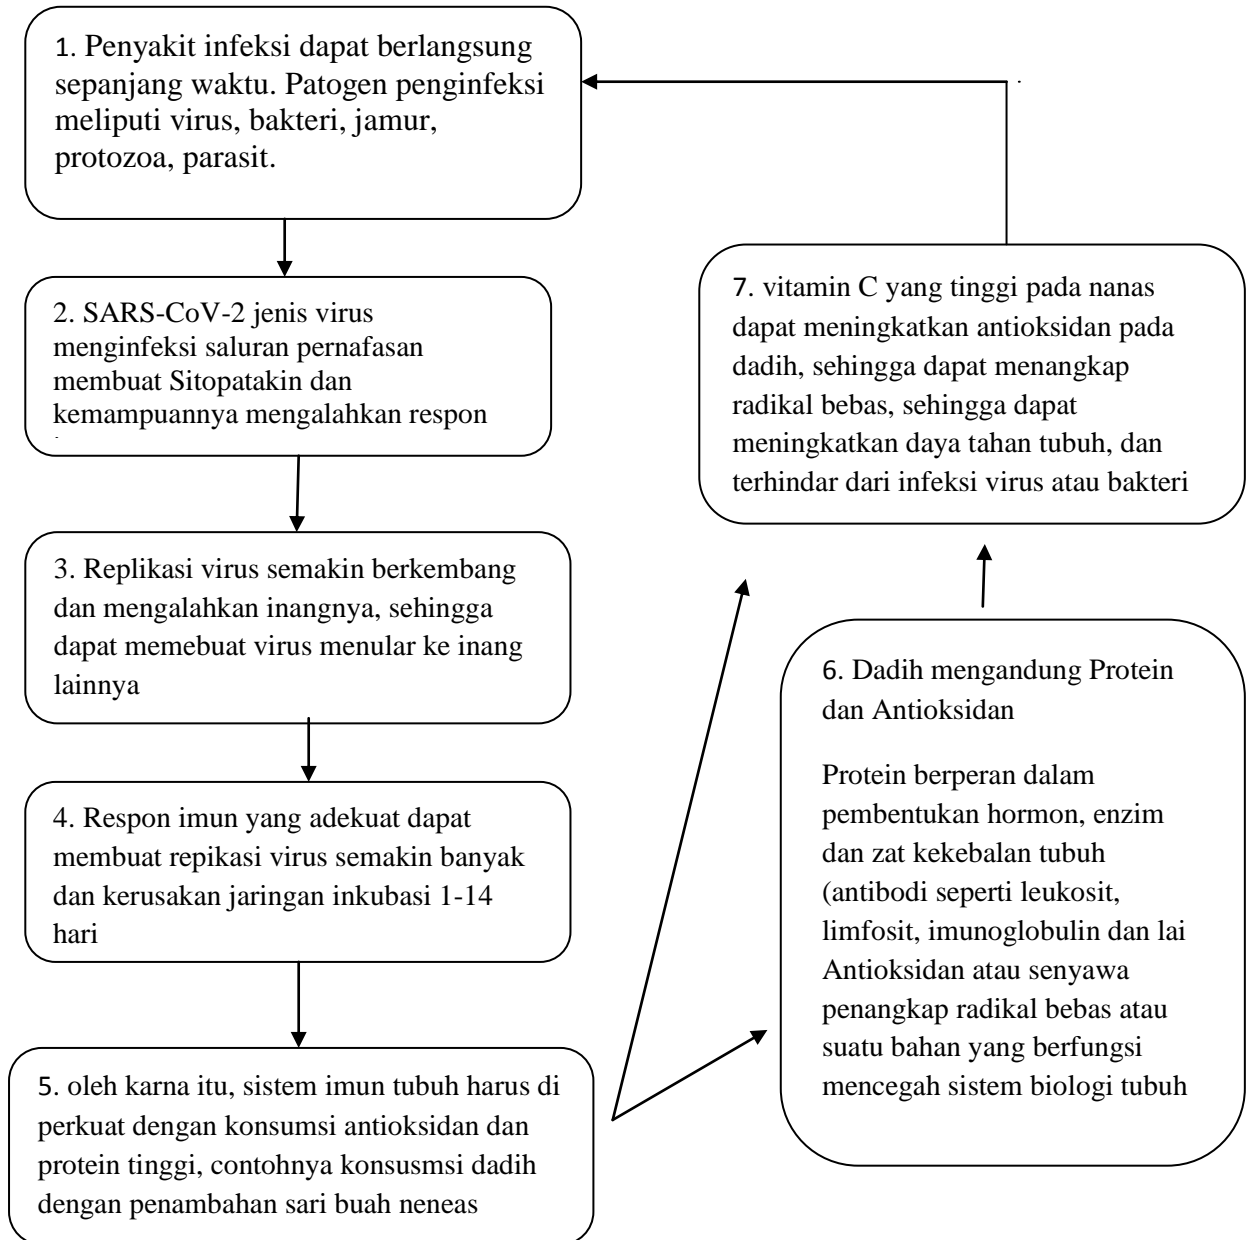 1. Penyakit infeksi dapat berlangsung
sepanjang waktu. Patogen penginfeksi
meliputi virus, bakteri, jamur,
protozoa, parasit.
2. SARS-CoV-2 jenis virus
menginfeksi saluran pernafasan
membuat Sitopatakin dan
kemampuannya mengalahkan respon
3. Replikasi virus semakin berkembang
dan mengalahkan inangnya, sehingga
dapat memebuat virus menular ke inang
lainnya
4. Respon imun yang adekuat dapat
membuat repikasi virus semakin banyak
dan kerusakan jaringan inkubasi 1-14
hari
5. oleh karna itu, sistem imun tubuh harus di
perkuat dengan konsumsi antioksidan dan
protein tinggi, contohnya konsusmsi dadih
dengan penambahan sari buah neneas
6. Dadih mengandung Protein
dan Antioksidan
Protein berperan dalam
pembentukan hormon, enzim
dan zat kekebalan tubuh
(antibodi seperti leukosit,
limfosit, imunoglobulin dan lai
Antioksidan atau senyawa
penangkap radikal bebas atau
suatu bahan yang berfungsi
mencegah sistem biologi tubuh
7. vitamin C yang tinggi pada nanas
dapat meningkatkan antioksidan pada
dadih, sehingga dapat menangkap
radikal bebas, sehingga dapat
meningkatkan daya tahan tubuh, dan
terhindar dari infeksi virus atau bakteri